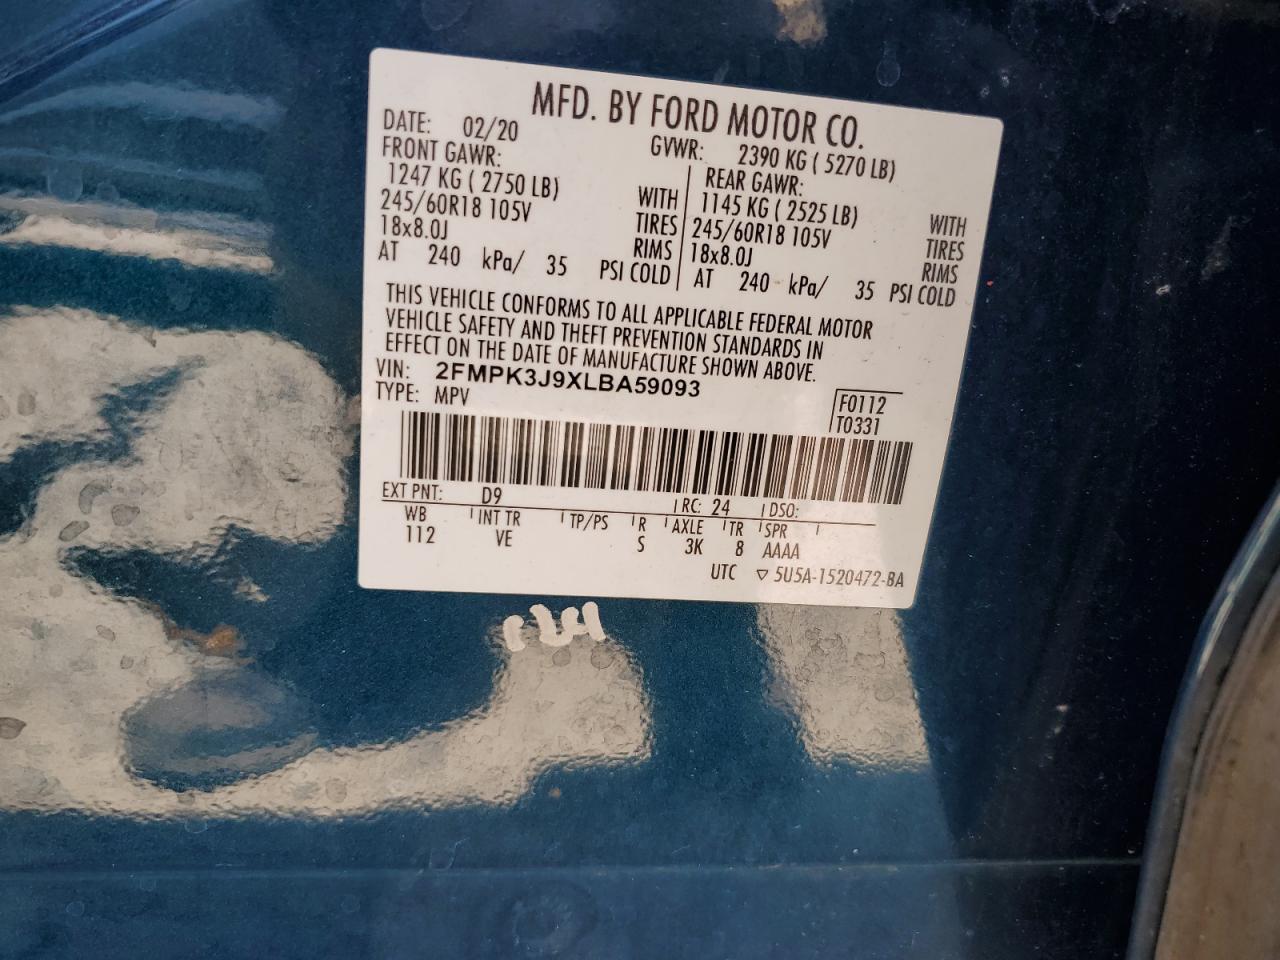 MFD. BY FORD MOTOR CO.
DATE: 02/20 GVWR: 2390 KG ( 5270 LB)
FRONT GAWR: REAR GAWR:
1247 KG ( 2750 LB) WITH 1145 KG ( 2525 LB) WITH
245/60R18 105V TIRES 245/60R18 105V TIRES
18x8.0J RIMS 18x8.0J RIMS
AT 240 kPa/ 35 PSI COLD AT 240 kPa/ 35 PSI COLD
THIS VEHICLE CONFORMS TO ALL APPLICABLE FEDERAL MOTOR
VEHICLE SAFETY AND THEFT PREVENTION STANDARDS IN
EFFECT ON THE DATE OF MANUFACTURE SHOWN ABOVE.
VIN: 2FMPK3J9XLBA59093
TYPE: MPV
F0112
T0331
EXT PNT: D9 RC: 24 DSO:
WB INT TR TP/PS R AXLE TR SPR
112 VE S 3K 8 AAAA
UTC ▽ 5U5A-1520472-BA